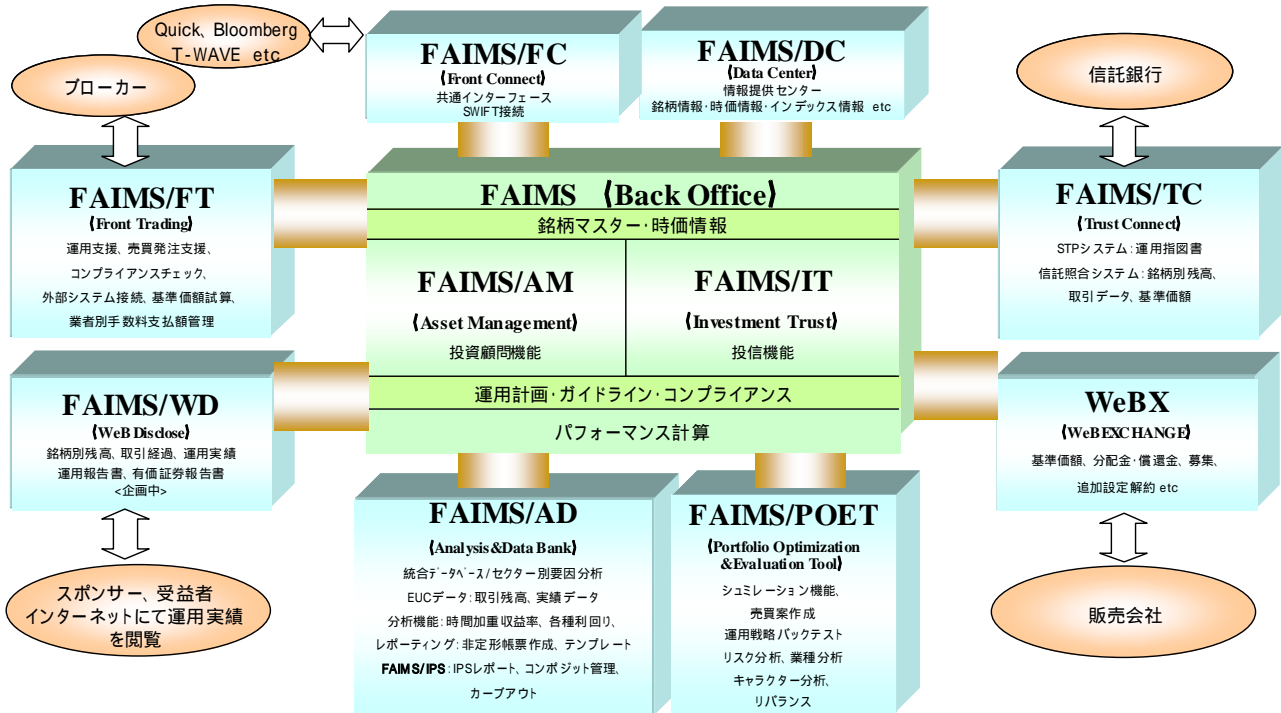 Quick, Bloomberg
T-WAVE etc
ブローカー
FAIMS/FC
(Front Connect)
共通インターフェース
SWIFT接続
FAIMS/DC
(Data Center)
情報提供センター
銘柄情報・時価情報・インデックス情報 etc
信託銀行
FAIMS/FT
(Front Trading)
運用支援、売買発注支援、
コンプライアンスチェック、
外部システム接続、基準価額試算、
業者別手数料支払額管理
FAIMS (Back Office)
銘柄マスター・時価情報
FAIMS/AM
(Asset Management)
投資顧問機能
FAIMS/IT
(Investment Trust)
投信機能
運用計画・ガイドライン・コンプライアンス
パフォーマンス計算
FAIMS/TC
(Trust Connect)
STPシステム：運用指図書
信託照合システム：銘柄別残高、
取引データ、基準価額
FAIMS/WD
(WeB Disclose)
銘柄別残高、取引経過、運用実績
運用報告書、有価証券報告書
<企画中>
WeBX
(WeBEXCHANGE)
基準価額、分配金・償還金、募集、
追加設定解約 etc
スポンサー、受益者
インターネットにて運用実績
を閲覧
FAIMS/AD
(Analysis&Data Bank)
統合ﾃﾞｰﾀﾍﾞｰｽ/セクター別要因分析
EUCデータ：取引残高、実績データ
分析機能：時間加重収益率、各種利回り、
レポーティング：非定形帳票作成、テンプレート
FAIMS/IPS：IPSレポート、コンポジット管理、
カーブアウト
FAIMS/POET
(Portfolio Optimization
&Evaluation Tool)
シュミレーション機能、
売買案作成
運用戦略バックテスト
リスク分析、業種分析
キャラクター分析、
リバランス
販売会社